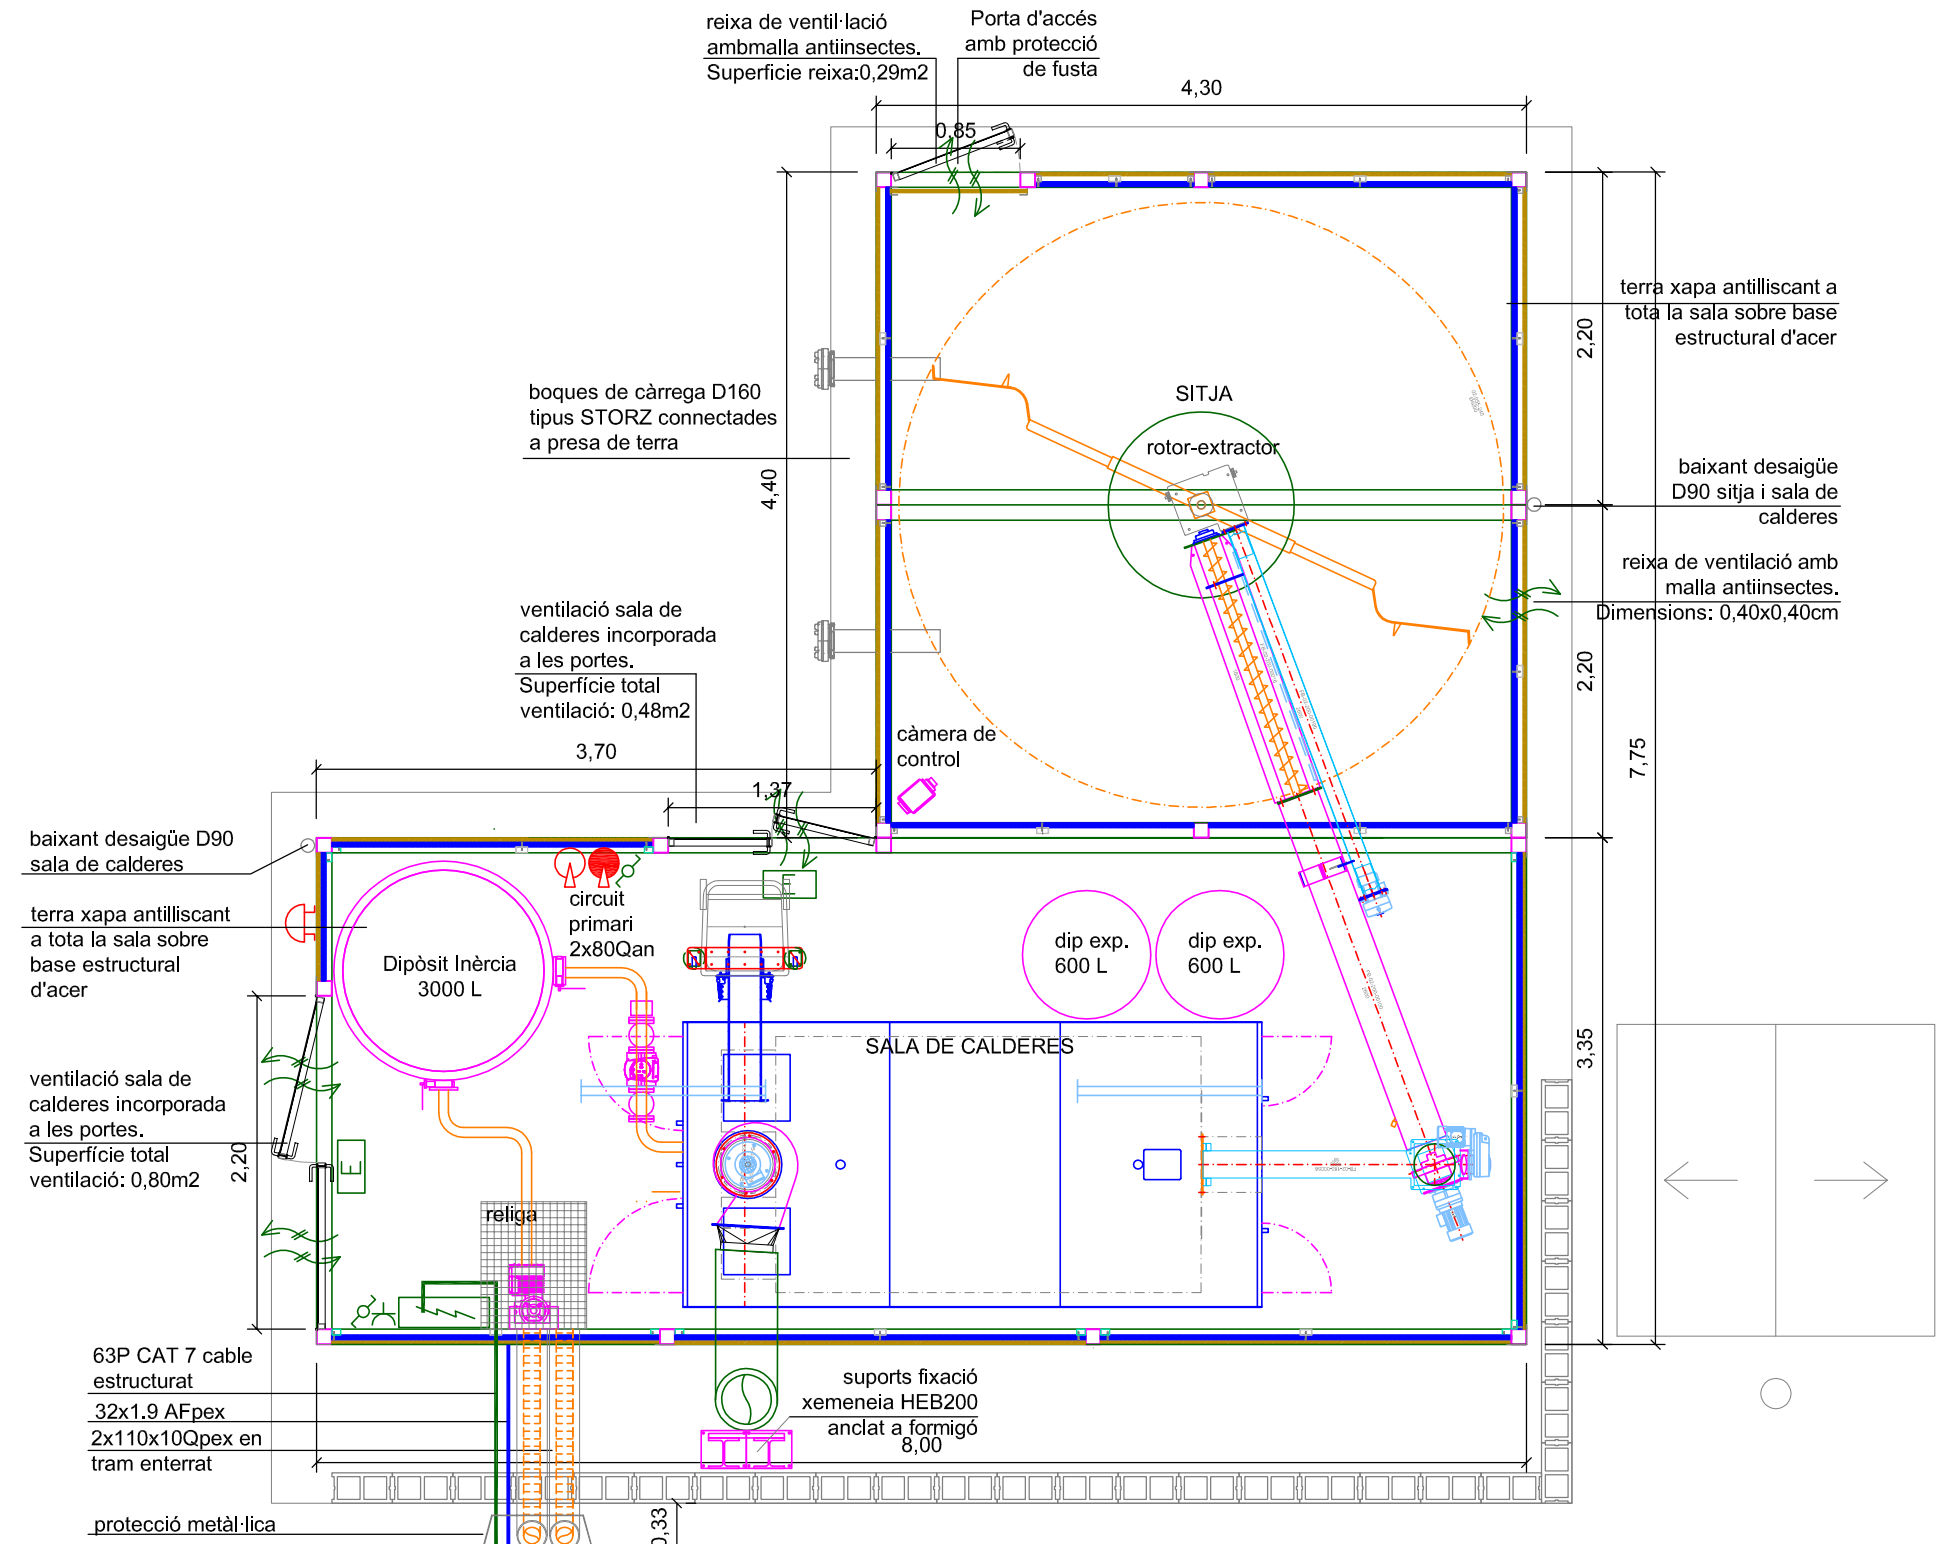 reixa de ventil·lació
ambmalla antiinsectes.
Superficie reixa:0,29m2
Porta d'accés
amb protecció
de fusta
4,30
0,85
terra xapa antilliscant a
tota la sala sobre base
estructural d'acer
2,20
SITJA
rotor-extractor
boques de càrrega D160
tipus STORZ connectades
a presa de terra
4,40
baixant desaigüe
D90 sitja i sala de
calderes
reixa de ventilació amb
malla antiinsectes.
Dimensions: 0,40x0,40cm
2,20
7,75
ventilació sala de
calderes incorporada
a les portes.
Superfície total
ventilació: 0,48m2
càmera de
control
3,70
1,37
baixant desaigüe D90
sala de calderes
terra xapa antilliscant
a tota la sala sobre
base estructural
d'acer
circuit
primari
2x80Qan
E
Dipòsit Inèrcia
3000 L
dip exp.
600 L
dip exp.
600 L
SALA DE CALDERES
3,35
ventilació sala de
calderes incorporada
a les portes.
Superfície total
ventilació: 0,80m2
2,20
E
religa
63P CAT 7 cable
estructurat
32x1.9 AFpex
2x110x10Qpex en
tram enterrat
suports fixació
xemeneia HEB200
anclat a formigó
8,00
protecció metàl·lica
0,33